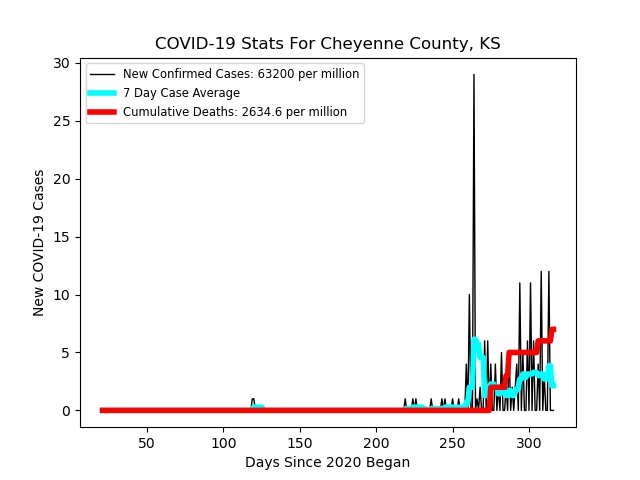 COVID-19 Stats For Cheyenne County, KS
New Confirmed Cases: 63200 per million
7 Day Case Average
Cumulative Deaths: 2634.6 per million
New COVID-19 Cases
30
25
20
15
10
5
0
50 100 150 200 250 300
Days Since 2020 Began